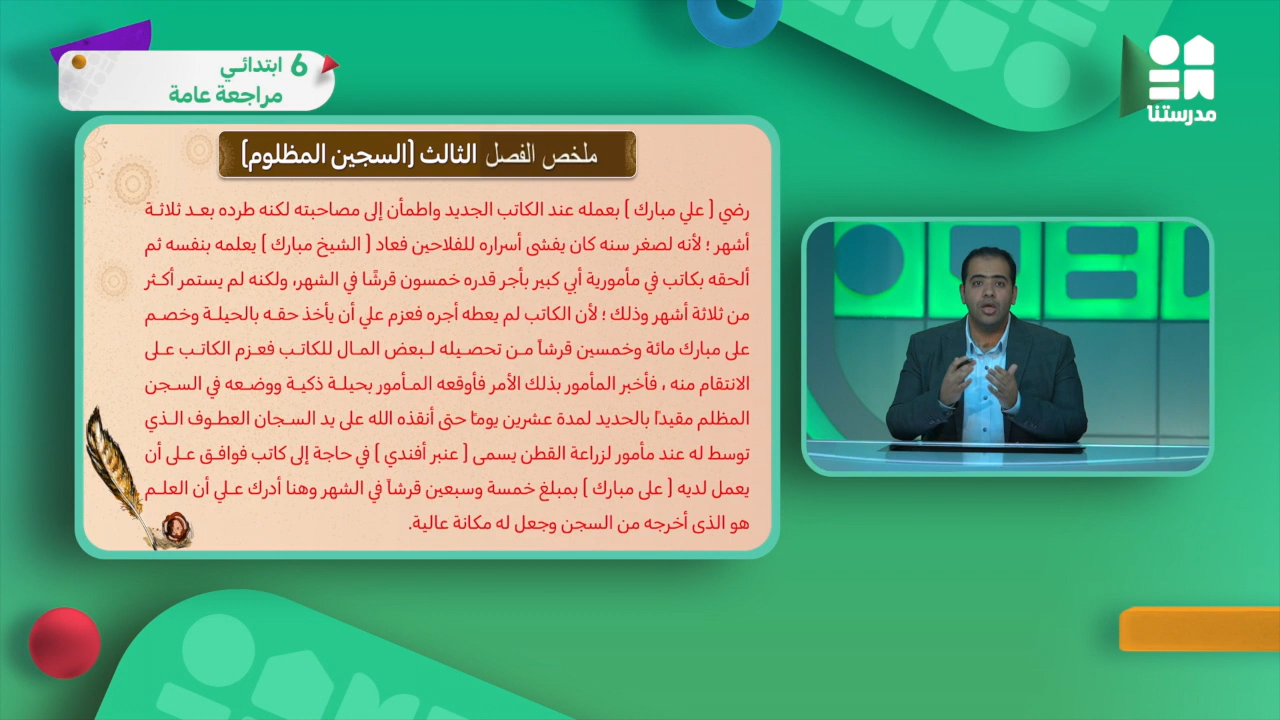 6 ابتدائي
مراجعة عامة
مدرستنا
ملخص الفصل الثالث (السجين المظلوم)
رضي ( علي مبارك ) بعمله عند الكاتب الجديد واطمأن إلى مصاحبته لكنه طرده بعد ثلاثة
أشهر ؛ لأنه لصغر سنه كان يفشى أسراره للفلاحين فعاد ( الشيخ مبارك ) يعلمه بنفسه ثم
ألحقه بكاتب في مأمورية أبي كبير بأجر قدره خمسون قرشًا في الشهر، ولكنه لم يستمر أكثر
من ثلاثة أشهر وذلك ؛ لأن الكاتب لم يعطه أجره فعزم علي أن يأخذ حقه بالحيلة وخصم
على مبارك مائة وخمسين قرشاً من تحصيله لبعض المال للكاتب فعزم الكاتب على
الانتقام منه ، فأخبر المأمور بذلك الأمر فأوقعه المأمور بحيلة ذكية ووضعه في السجن
المظلم مقيداً بالحديد لمدة عشرين يومًا حتى أنقذه الله على يد السجان العطوف الذي
توسط له عند مأمور لزراعة القطن يسمى ( عنبر أفندي ) في حاجة إلى كاتب فوافق على أن
يعمل لديه ( على مبارك ) بمبلغ خمسة وسبعين قرشاً في الشهر وهنا أدرك علي أن العلم
هو الذى أخرجه من السجن وجعل له مكانة عالية.